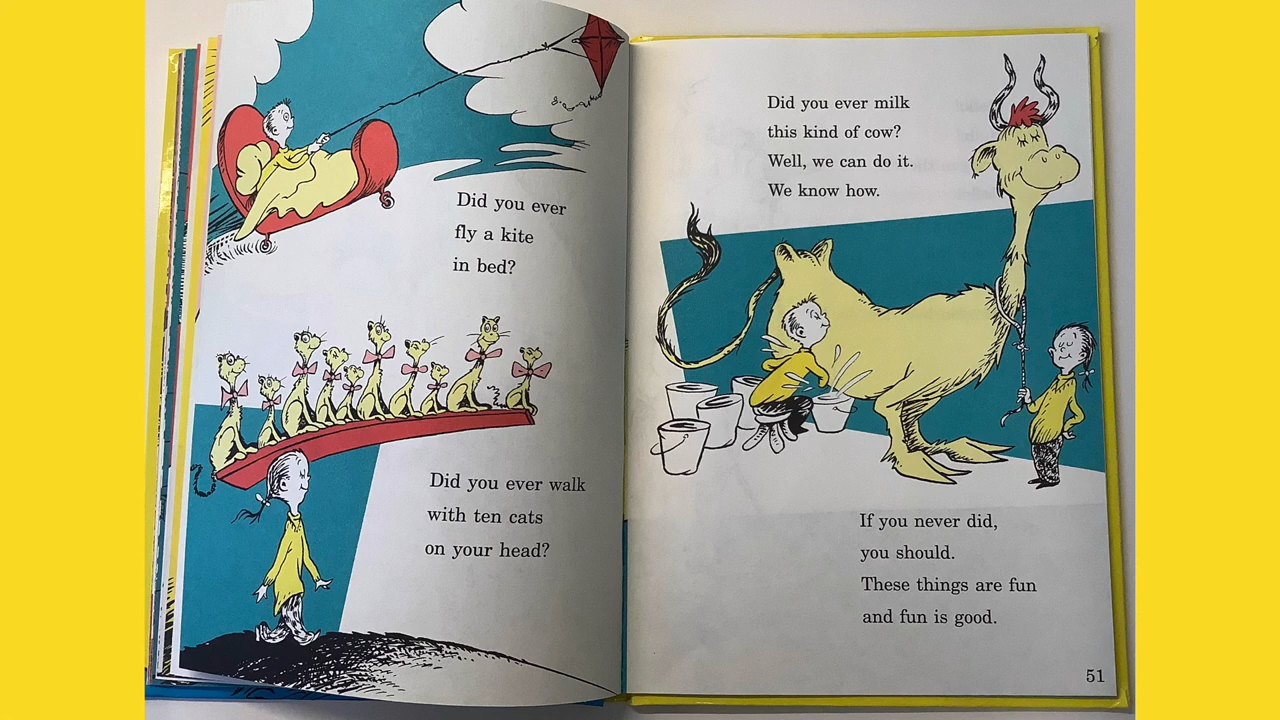 Did you ever
fly a kite
in bed?
Did you ever walk
with ten cats
on your head?
Did you ever milk
this kind of cow?
Well, we can do it.
We know how.
If you never did,
you should.
These things are fun
and fun is good.
51